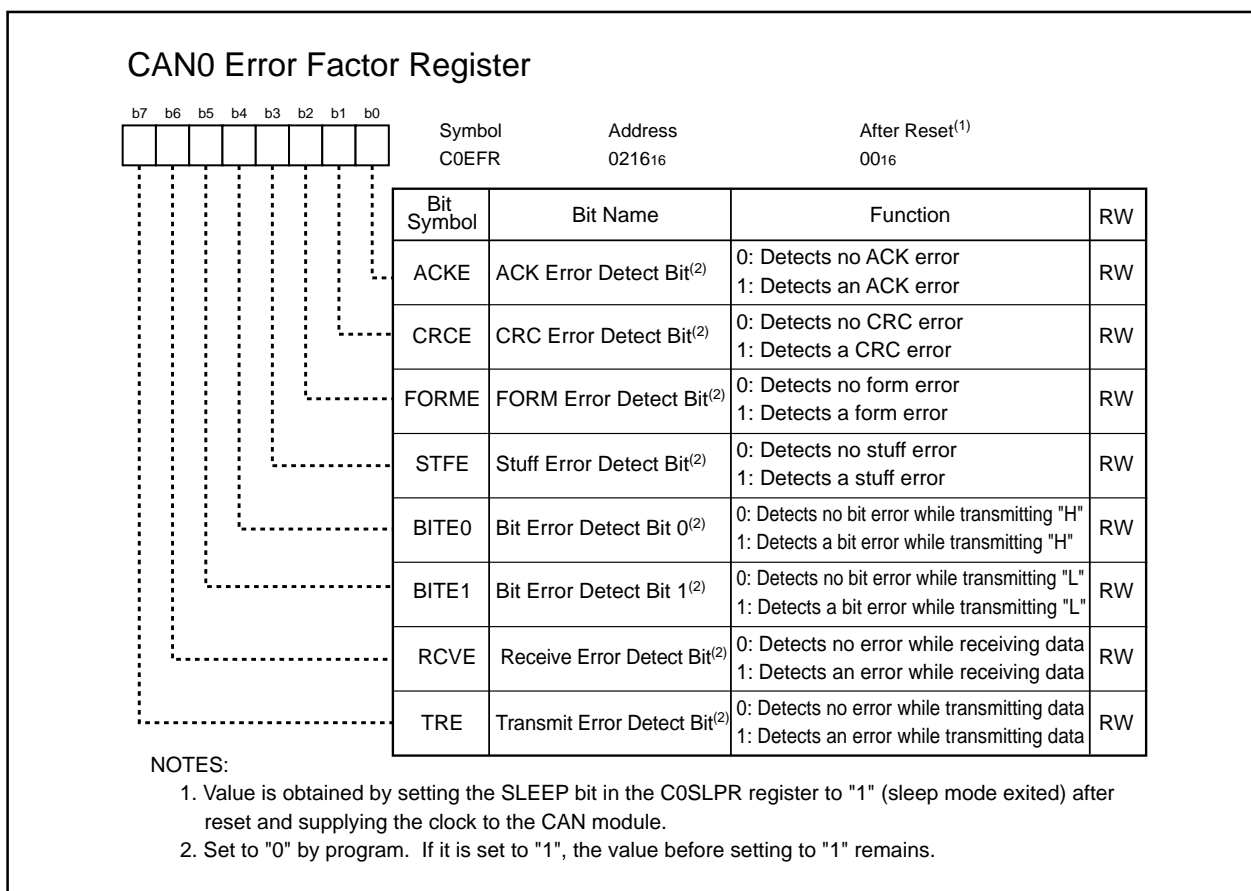 CAN0 Error Factor Register
b7 b6 b5 b4 b3 b2 b1 b0
Symbol Address After Reset(1)
C0EFR 021616 0016
Bit Symbol Bit Name Function RW
ACKE ACK Error Detect Bit(2) 0: Detects no ACK error RW
1: Detects an ACK error
CRCE CRC Error Detect Bit(2) 0: Detects no CRC error RW
1: Detects a CRC error
FORME FORM Error Detect Bit(2) 0: Detects no form error RW
1: Detects a form error
STFE Stuff Error Detect Bit(2) 0: Detects no stuff error RW
1: Detects a stuff error
BITE0 Bit Error Detect Bit 0(2) 0: Detects no bit error while transmitting "H" RW
1: Detects a bit error while transmitting "H"
BITE1 Bit Error Detect Bit 1(2) 0: Detects no bit error while transmitting "L" RW
1: Detects a bit error while transmitting "L"
RCVE Receive Error Detect Bit(2) 0: Detects no error while receiving data RW
1: Detects an error while receiving data
TRE Transmit Error Detect Bit(2) 0: Detects no error while transmitting data RW
1: Detects an error while transmitting data
NOTES:
1. Value is obtained by setting the SLEEP bit in the C0SLPR register to "1" (sleep mode exited) after
reset and supplying the clock to the CAN module.
2. Set to "0" by program. If it is set to "1", the value before setting to "1" remains.